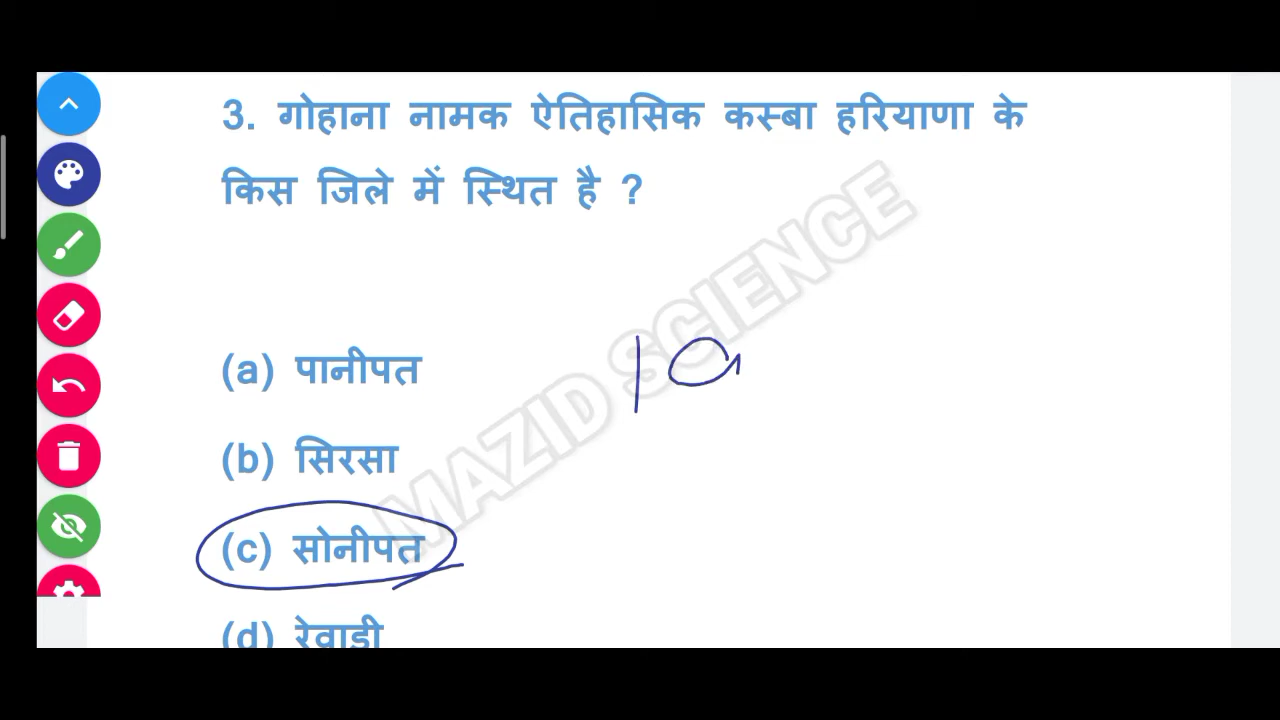 3. गोहाना नामक ऐतिहासिक कस्बा हरियाणा के
किस जिले में स्थित है ?
(a) पानीपत
(b) सिरसा
(c) सोनीपत
(d) रेवाडी
MAZID SCIENCE